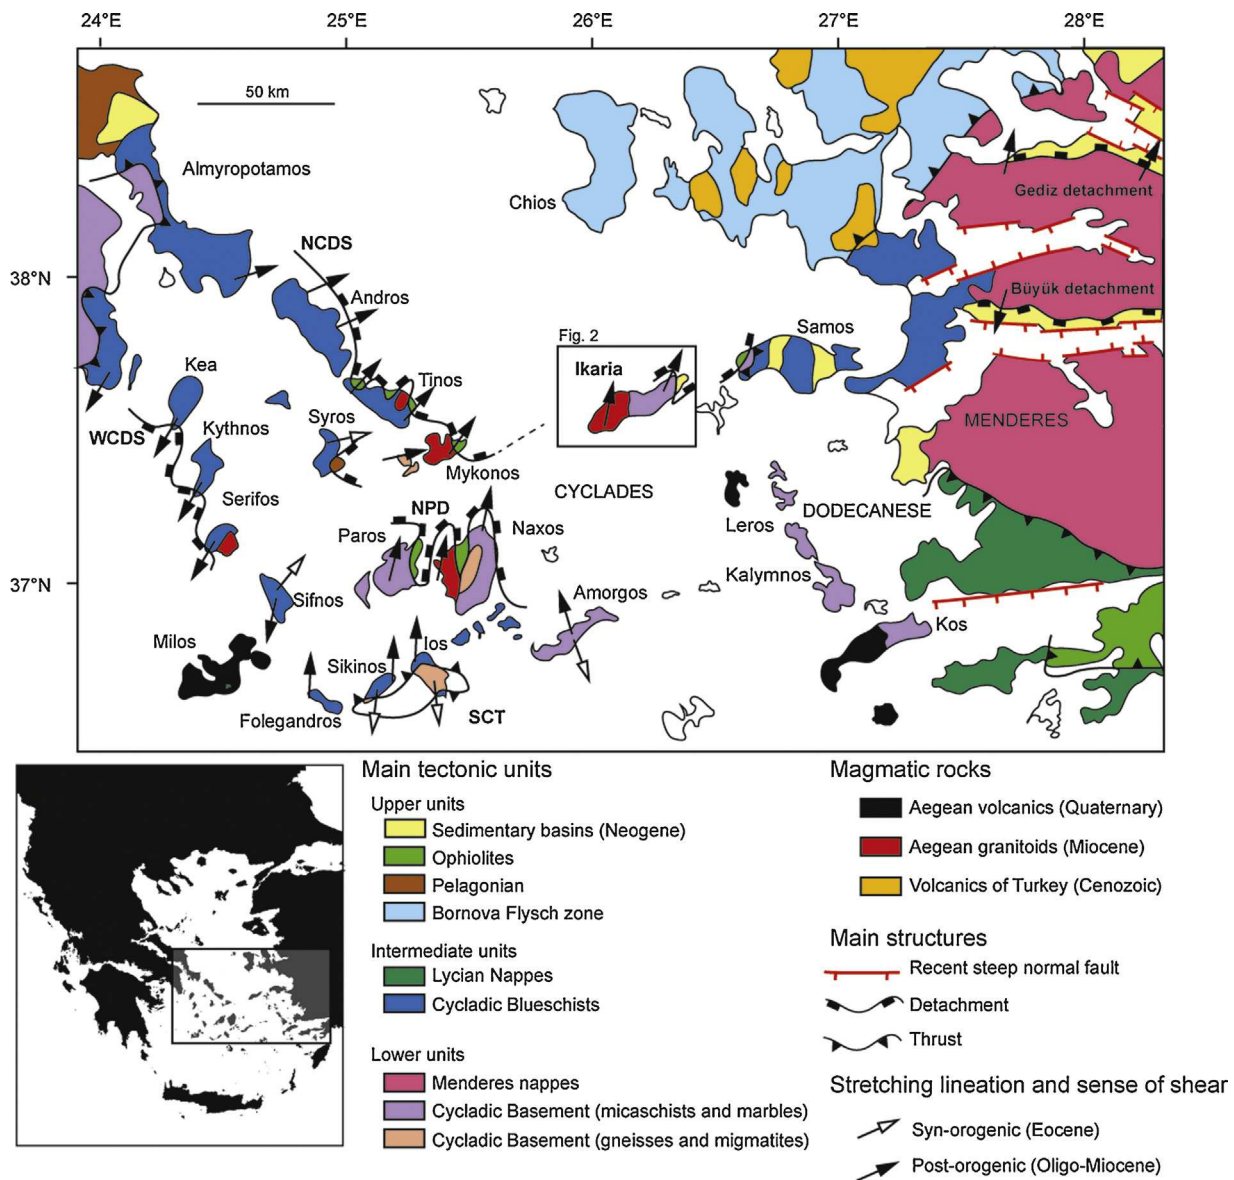 24°E 25°E 26°E 27°E 28°E
50 km
Almyropotamos
Chios
Gediz detachment
NCDS
38°N
Andros
Büyük detachment
Fig. 2
Samos
Kea
Ikaria
Tinos
Syros
WCDS
Kythnos
MENDERES
Mykonos
CYCLADES
Serifos
NPD
Leros
DODECANESE
Paros
Naxos
37°N
Kalymnos
Sifnos
Amorgos
Milos
Ios
Kos
Sikinos
Folegandros
SCT
Main tectonic units
Upper units
Sedimentary basins (Neogene)
Ophiolites
Pelagonian
Bornova Flysch zone
Intermediate units
Lycian Nappes
Cycladic Blueschists
Lower units
Menderes nappes
Cycladic Basement (micaschists and marbles)
Cycladic Basement (gneisses and migmatites)
Magmatic rocks
Aegean volcanics (Quaternary)
Aegean granitoids (Miocene)
Volcanics of Turkey (Cenozoic)
Main structures
Recent steep normal fault
Detachment
Thrust
Stretching lineation and sense of shear
Syn-orogenic (Eocene)
Post-orogenic (Oligo-Miocene)